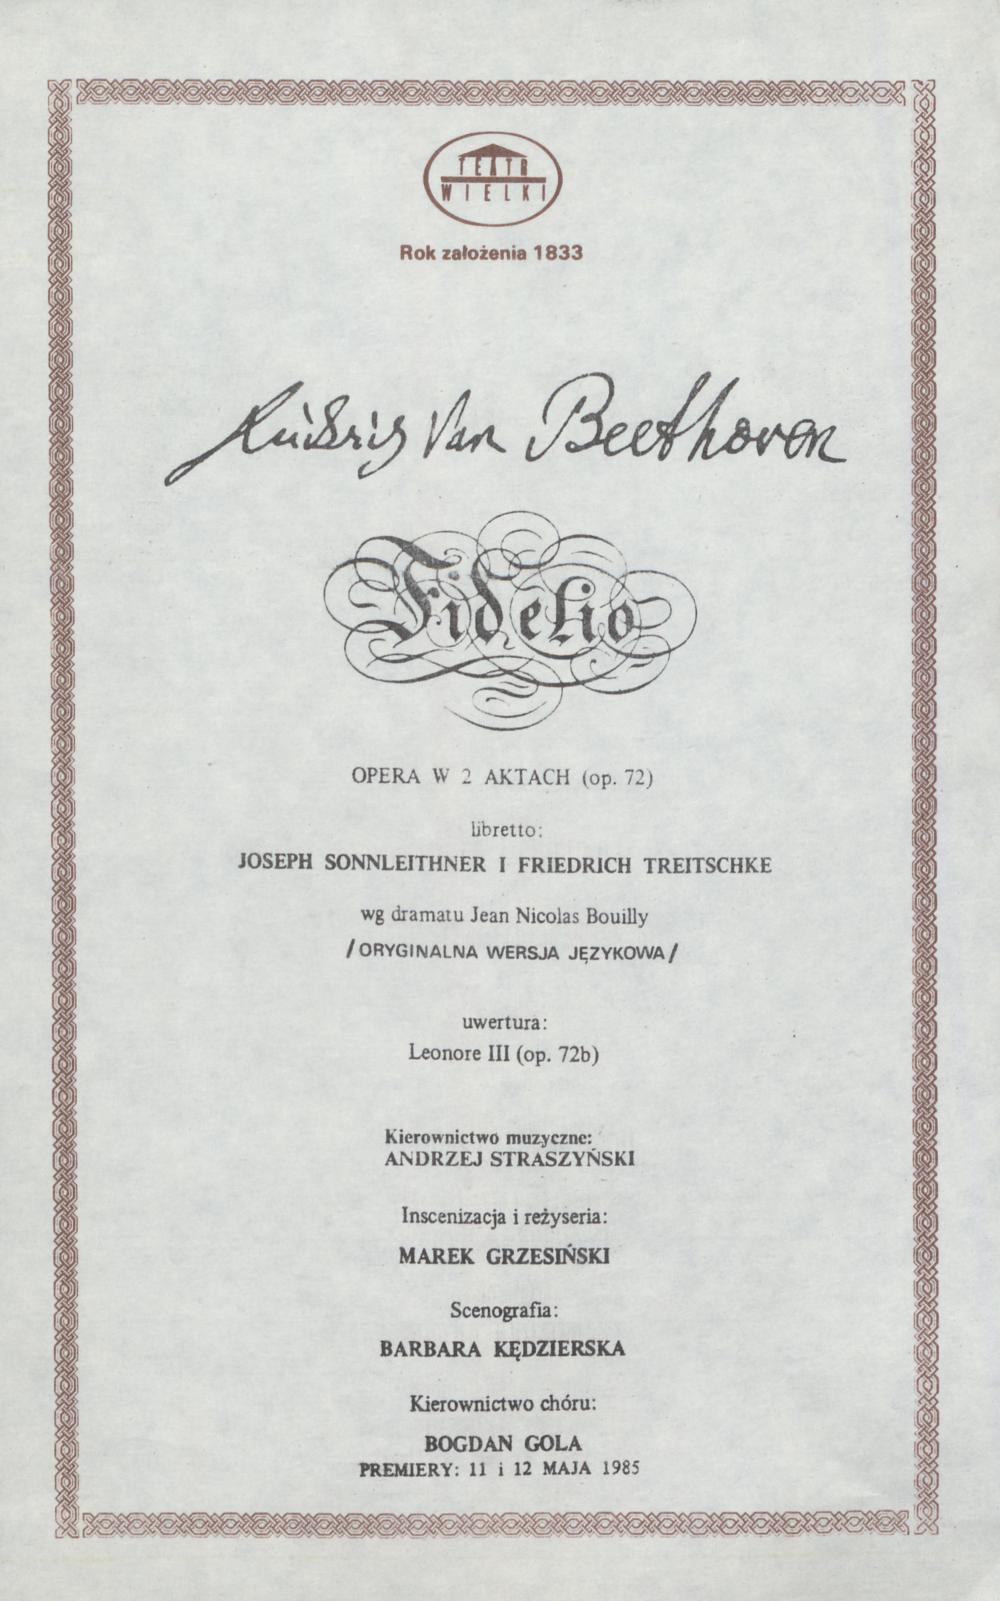 TEATR
WIELKI
Rok założenia 1833
Ludwig Van Beethoven
Fidelio
OPERA W 2 AKTACH (op. 72)
libretto:
JOSEPH SONNLEITHNER I FRIEDRICH TREITSCHKE
wg dramatu Jean Nicolas Bouilly
/ORYGINALNA WERSJA JĘZYKOWA/
uwertura:
Leonore III (op. 72b)
Kierownictwo muzyczne:
ANDRZEJ STRASZYŃSKI
Inscenizacja i reżyseria:
MAREK GRZESIŃSKI
Scenografia:
BARBARA KĘDZIERSKA
Kierownictwo chóru:
BOGDAN GOLA
PREMIERY: 11 i 12 MAJA 1985